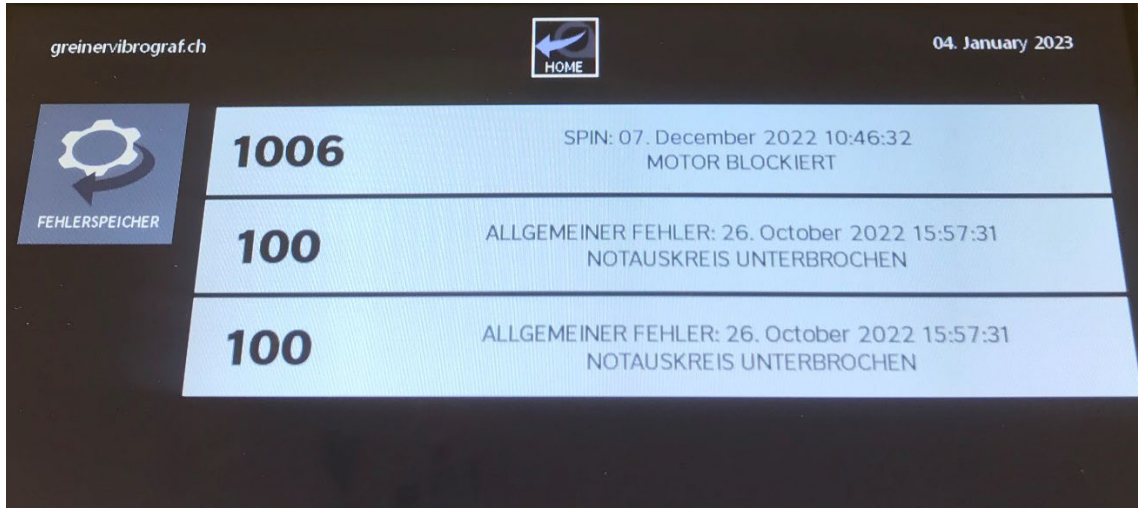 greinervibrograf.ch
HOME
04. January 2023
FEHLERSPEICHER
1006
SPIN: 07. December 2022 10:46:32
MOTOR BLOCKIERT
100
ALLGEMEINER FEHLER: 26. October 2022 15:57:31
NOTAUSKREIS UNTERBROCHEN
100
ALLGEMEINER FEHLER: 26. October 2022 15:57:31
NOTAUSKREIS UNTERBROCHEN